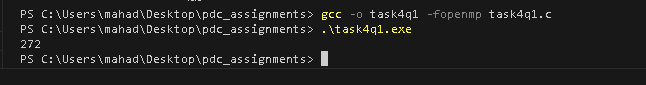 PS C:\Users\mahad\Desktop\pdc_assignments> gcc -o task4q1 -fopenmp task4q1.c
PS C:\Users\mahad\Desktop\pdc_assignments> .\task4q1.exe
272
PS C:\Users\mahad\Desktop\pdc_assignments>